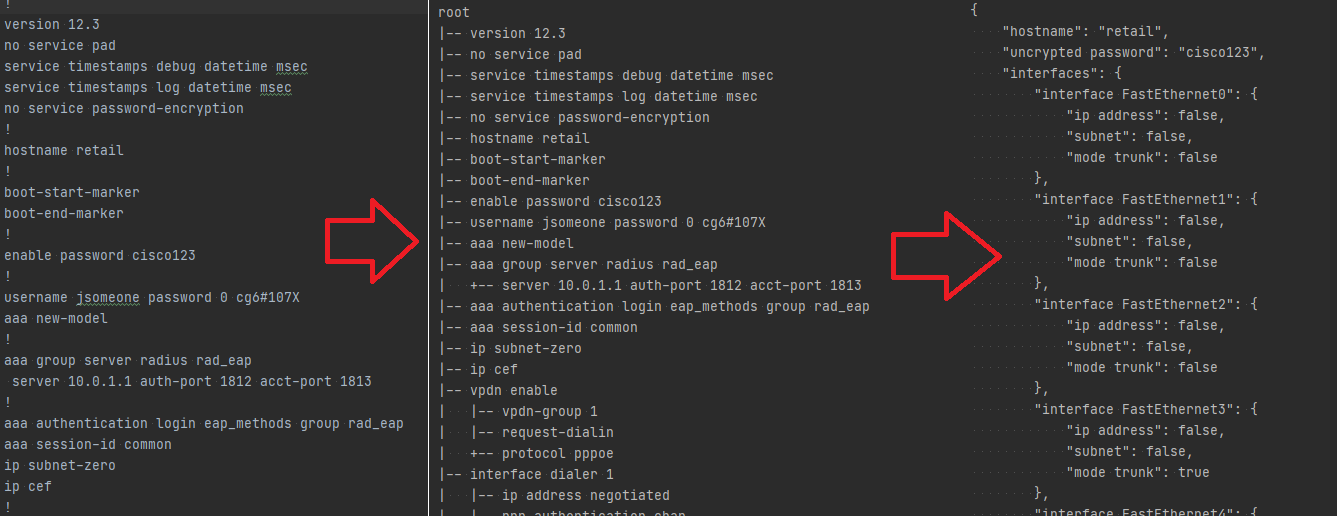 !
version 12.3
no service pad
service timestamps debug datetime msec
service timestamps log datetime msec
no service password-encryption
!
hostname retail
!
boot-start-marker
boot-end-marker
!
enable password cisco123
!
username jsomeone password 0 cg6#107X
aaa new-model
!
aaa group server radius rad_eap
 server 10.0.1.1 auth-port 1812 acct-port 1813
!
aaa authentication login eap_methods group rad_eap
aaa session-id common
ip subnet-zero
ip cef
!
root
|-- version 12.3
|-- no service pad
|-- service timestamps debug datetime msec
|-- service timestamps log datetime msec
|-- no service password-encryption
|-- hostname retail
|-- boot-start-marker
|-- boot-end-marker
|-- enable password cisco123
|-- username jsomeone password 0 cg6#107X
|-- aaa new-model
|-- aaa group server radius rad_eap
|   +-- server 10.0.1.1 auth-port 1812 acct-port 1813
|-- aaa authentication login eap_methods group rad_eap
|-- aaa session-id common
|-- ip subnet-zero
|-- ip cef
|-- vpdn enable
|   |-- vpdn-group 1
|   |-- request-dialin
|   +-- protocol pppoe
|-- interface dialer 1
|   |-- ip address negotiated
|   |-- ppp authentication chap
{
    "hostname": "retail",
    "uncrypted password": "cisco123",
    "interfaces": {
        "interface FastEthernet0": {
            "ip address": false,
            "subnet": false,
            "mode trunk": false
        },
        "interface FastEthernet1": {
            "ip address": false,
            "subnet": false,
            "mode trunk": false
        },
        "interface FastEthernet2": {
            "ip address": false,
            "subnet": false,
            "mode trunk": false
        },
        "interface FastEthernet3": {
            "ip address": false,
            "subnet": false,
            "mode trunk": true
        },
        "interface FastEthernet4": {